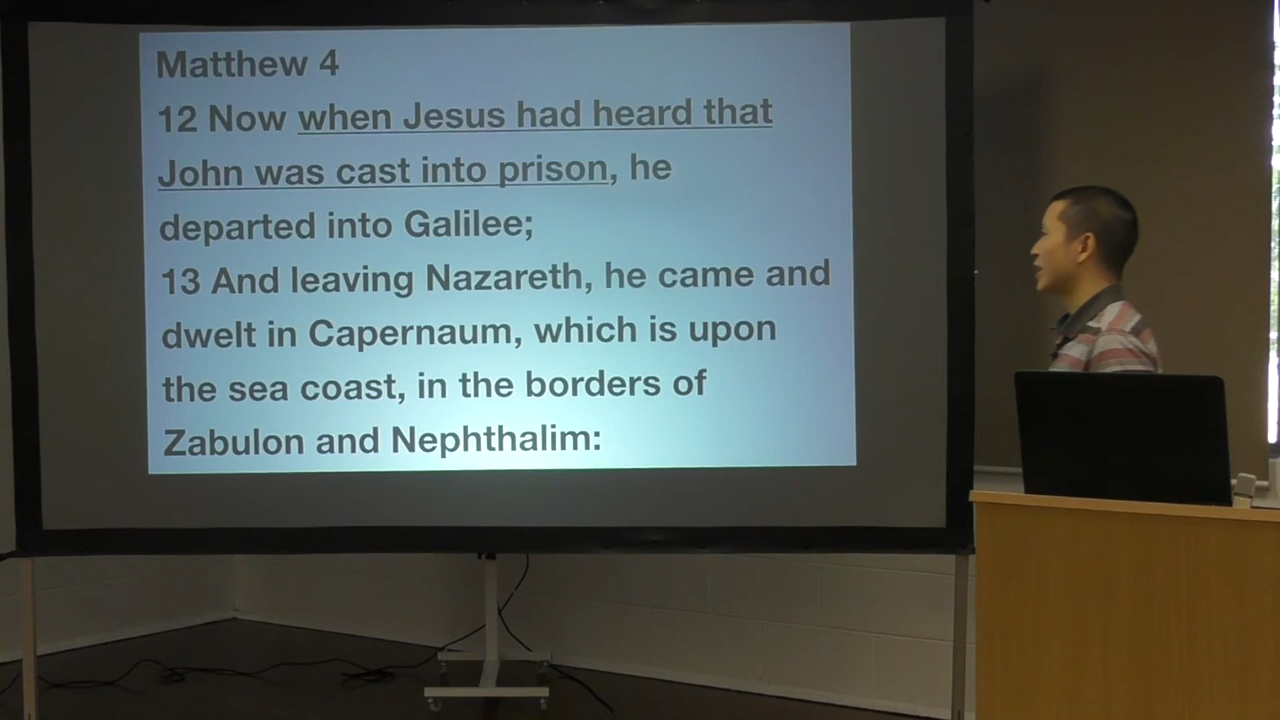 Matthew 4
12 Now when Jesus had heard that
John was cast into prison, he
departed into Galilee;
13 And leaving Nazareth, he came and
dwelt in Capernaum, which is upon
the sea coast, in the borders of
Zabulon and Nephthalim: